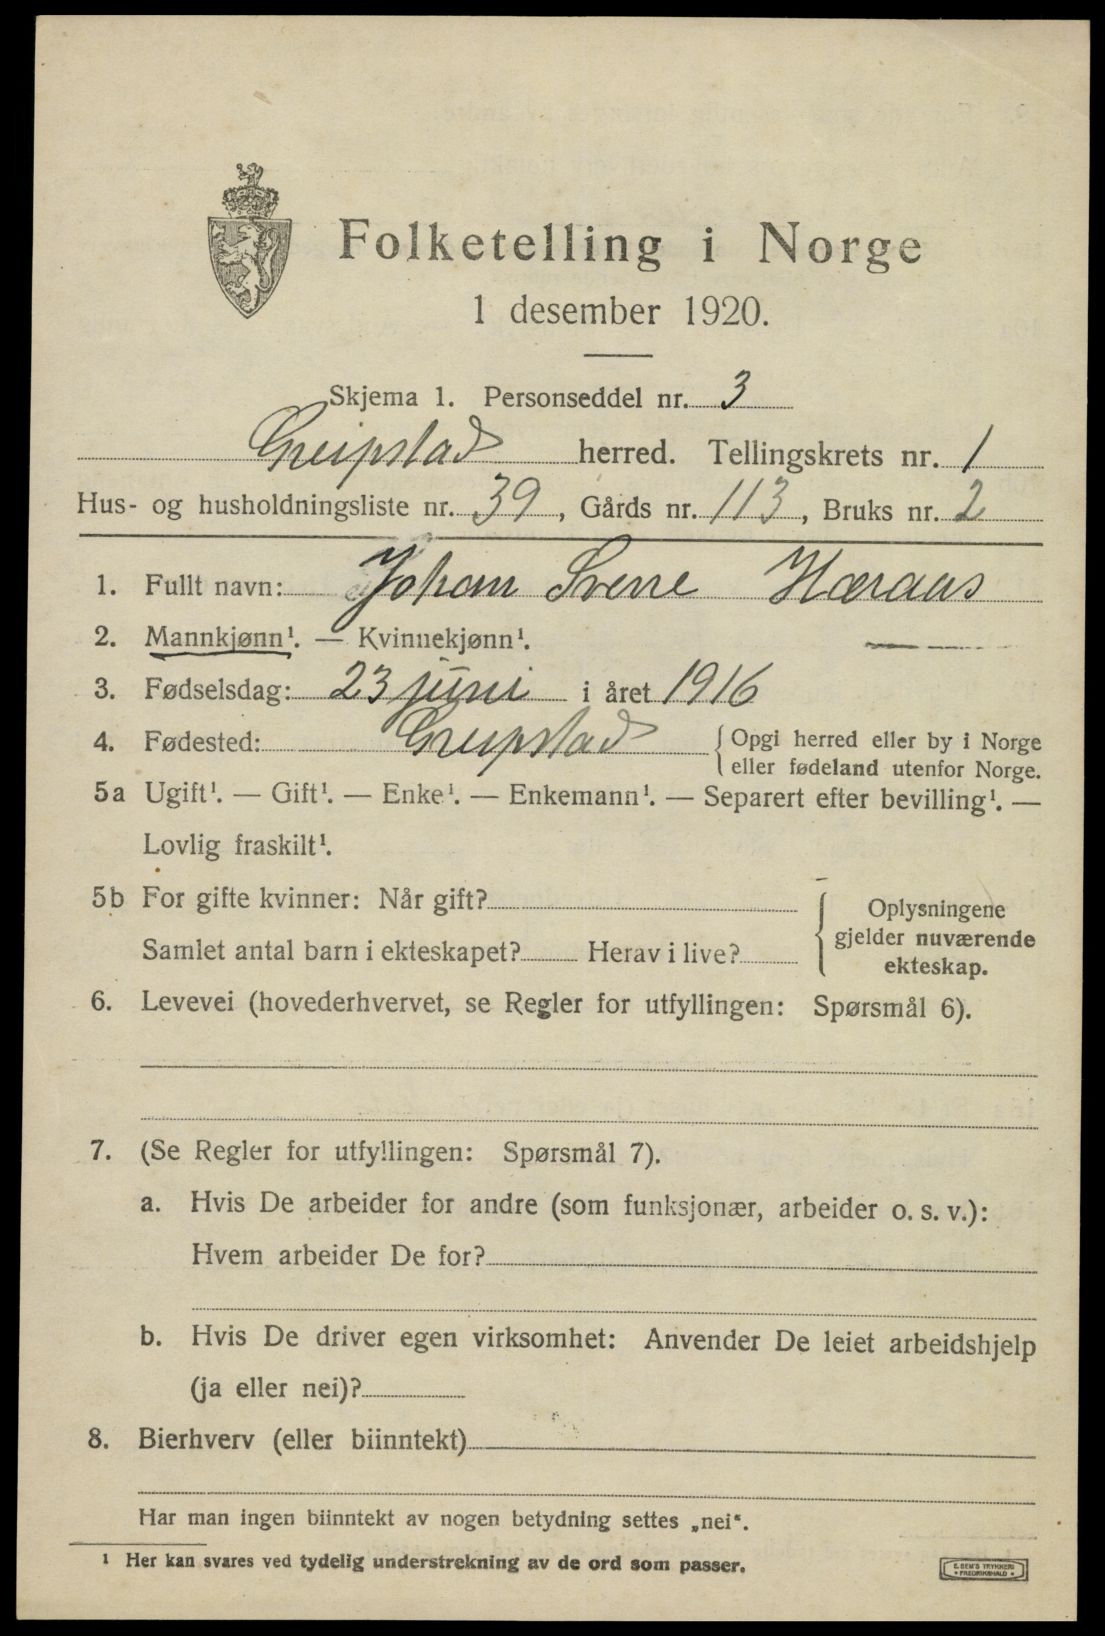 Folketelling i Norge
1 desember 1920.
Skjema 1. Personseddel nr. 3
Greipstad herred. Tellingskrets nr. 1
Hus- og husholdningsliste nr. 39, Gårds nr. 113, Bruks nr. 2
1. Fullt navn: Johan Sverre Hæraas
2. Mannkjønn¹. — Kvinnekjønn¹.
3. Fødselsdag: 23 juni i året 1916
4. Fødested: Greipstad { Opgi herred eller by i Norge
eller fødeland utenfor Norge.
5a Ugift¹. — Gift¹. — Enke¹. — Enkemann¹. — Separert efter bevilling¹. —
Lovlig fraskilt¹.
5b For gifte kvinner: Når gift?
Samlet antal barn i ekteskapet? Herav i live?
{ Oplysningene
gjelder nuværende
ekteskap.
6. Levevei (hovederhvervet, se Regler for utfyllingen: Spørsmål 6).
7. (Se Regler for utfyllingen: Spørsmål 7).
a. Hvis De arbeider for andre (som funksjonær, arbeider o. s. v.):
Hvem arbeider De for?
b. Hvis De driver egen virksomhet: Anvender De leiet arbeidshjelp
(ja eller nei)?
8. Bierhverv (eller biinntekt)
Har man ingen biinntekt av nogen betydning settes „nei“.
¹ Her kan svares ved tydelig understrekning av de ord som passer.
E. SEM'S TRYKKERI
• FREDRIKSHALD •